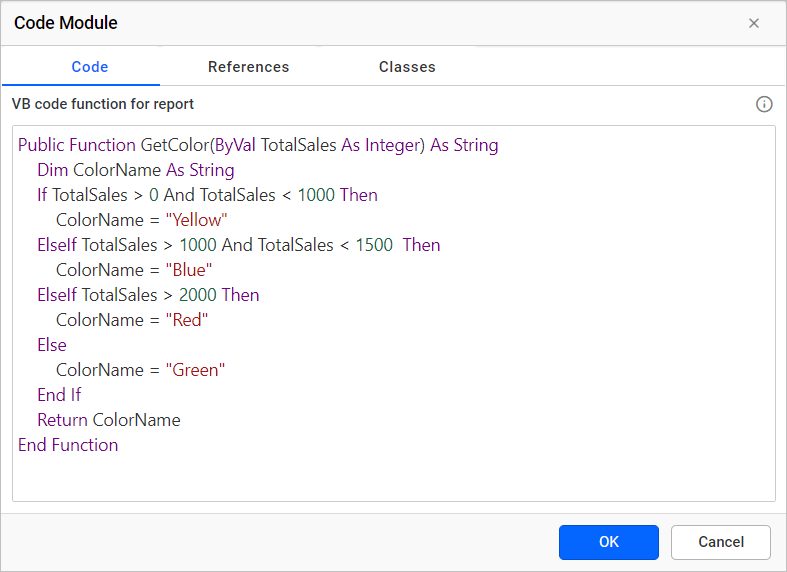 Code Module
Code References Classes
VB code function for report
Public Function GetColor(ByVal TotalSales As Integer) As String
Dim ColorName As String
If TotalSales > 0 And TotalSales < 1000 Then
ColorName = "Yellow"
ElseIf TotalSales > 1000 And TotalSales < 1500  Then
ColorName = "Blue"
ElseIf TotalSales > 2000 Then
ColorName = "Red"
Else
ColorName = "Green"
End If
Return ColorName
End Function
OK Cancel